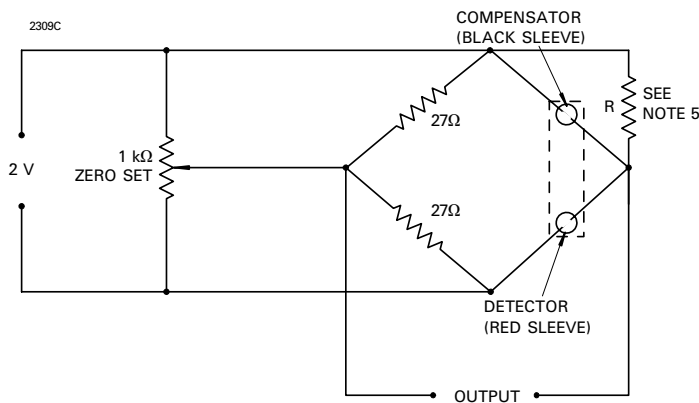 2309C
COMPENSATOR
(BLACK SLEEVE)
27Ω
R
SEE
NOTE 5
2 V
1 kΩ
ZERO SET
27Ω
DETECTOR
(RED SLEEVE)
OUTPUT